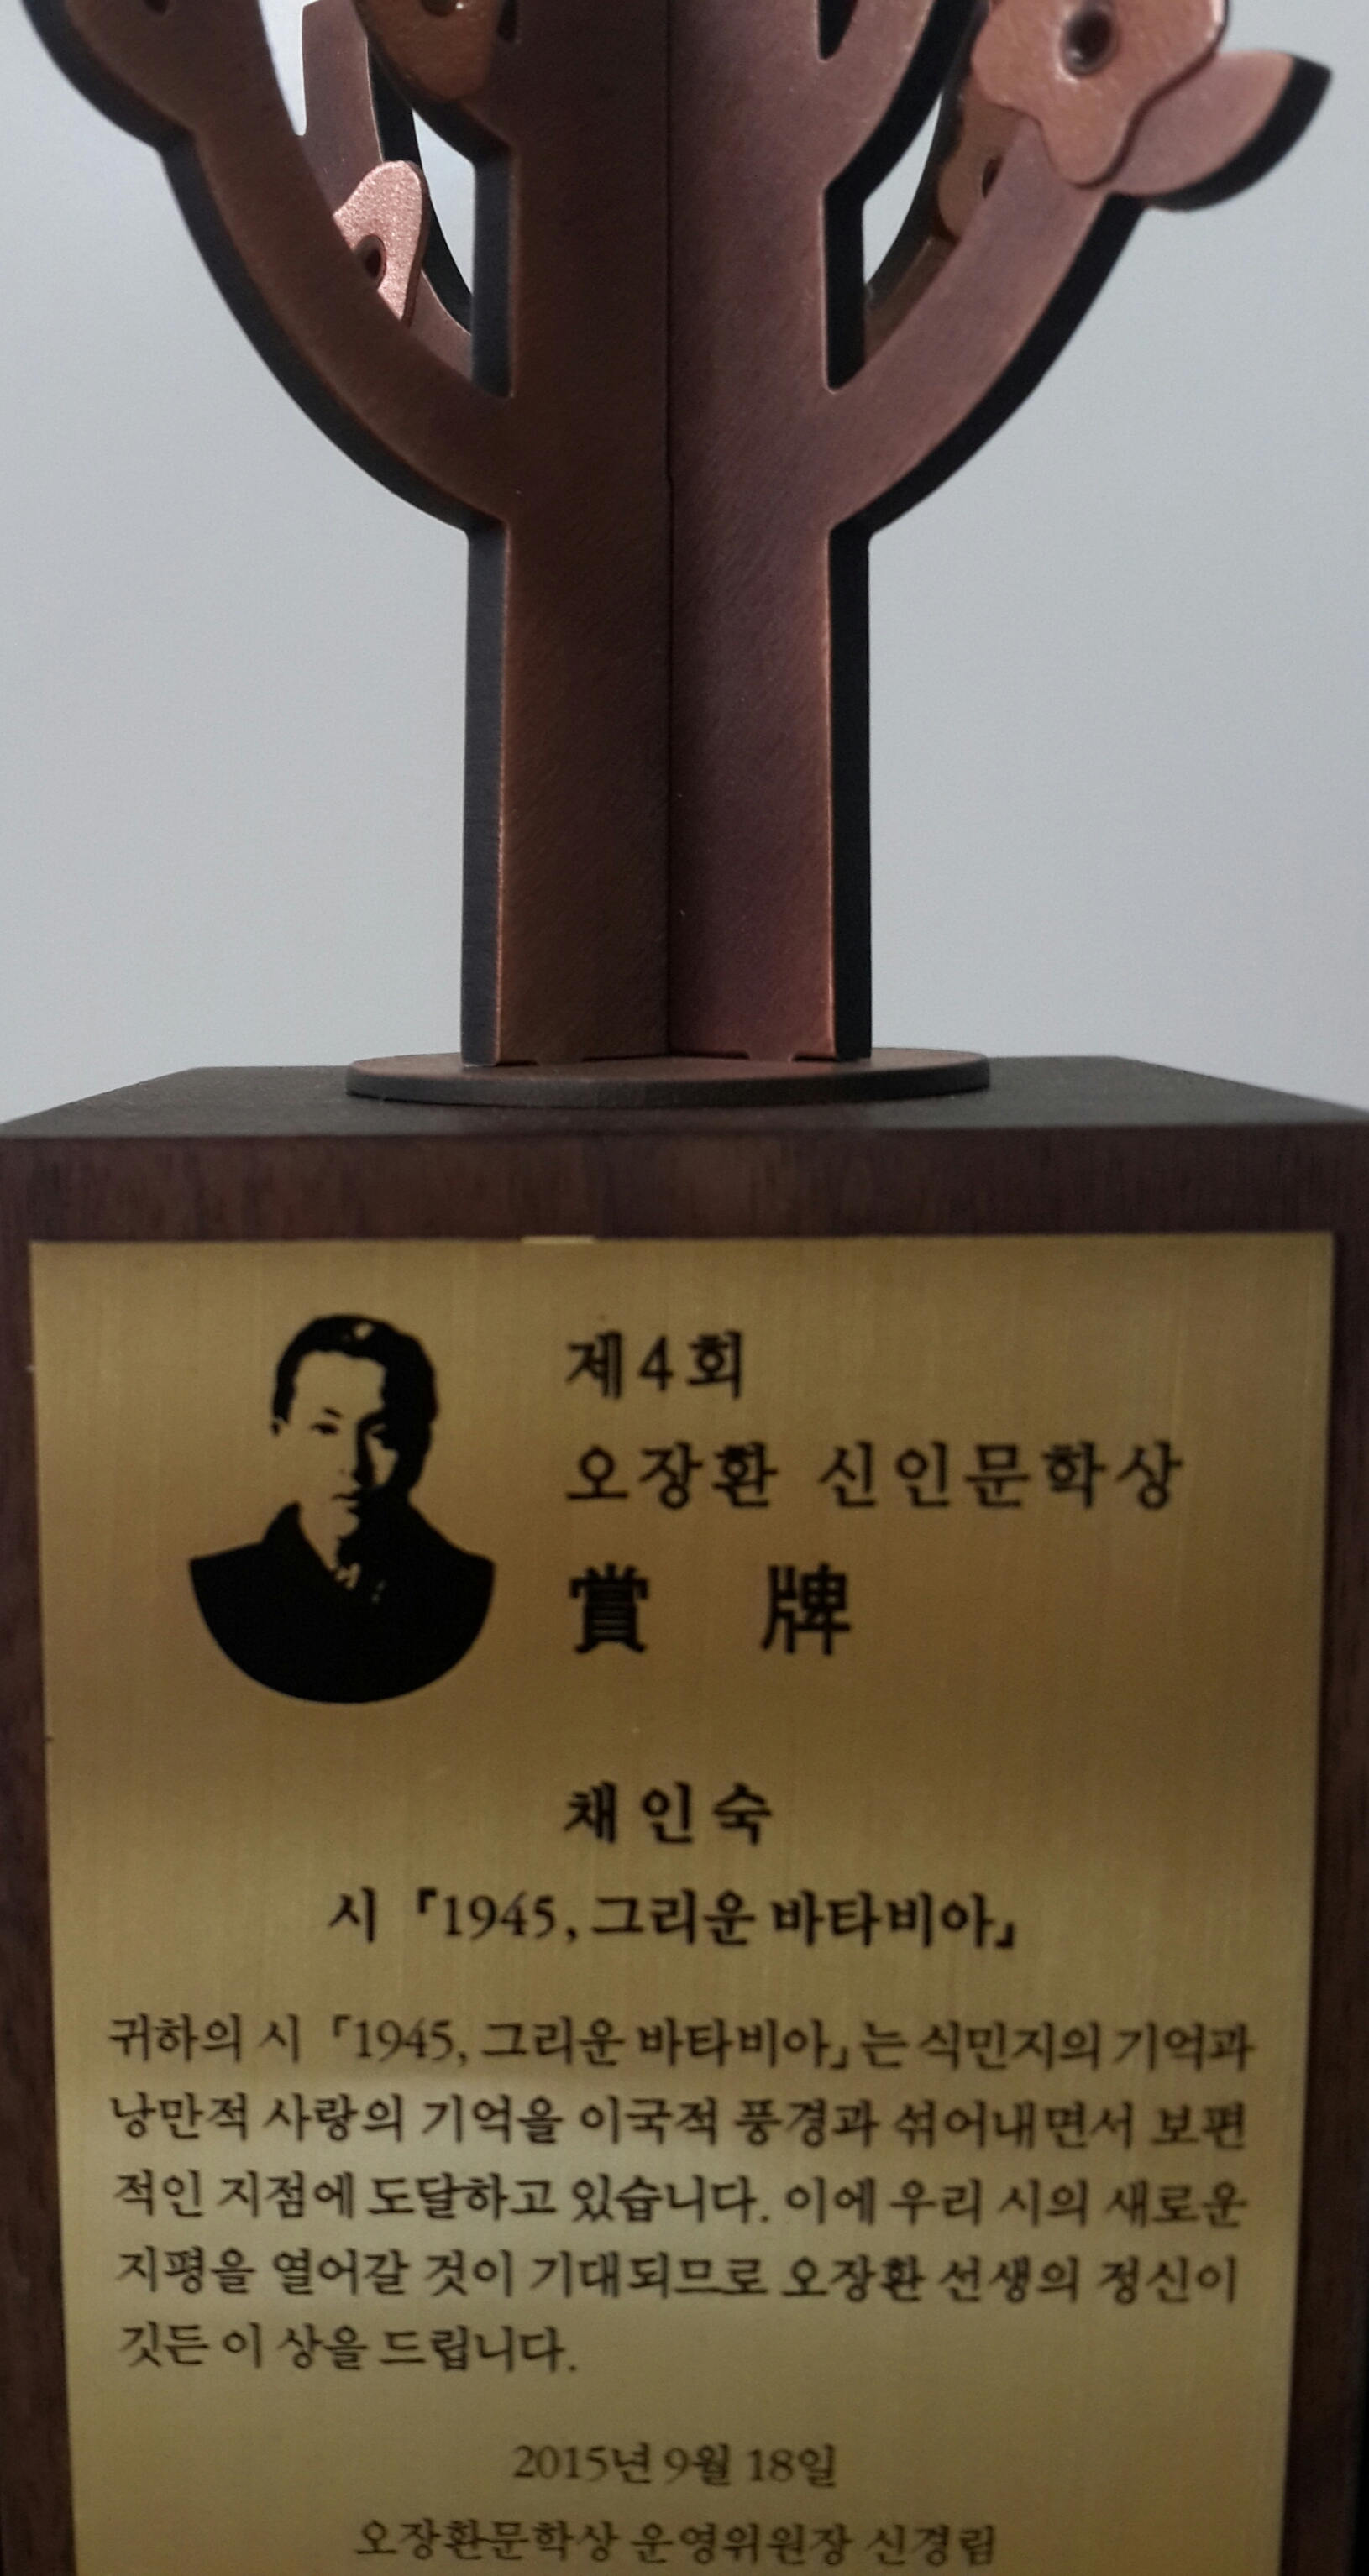 제4회
오장환 신인문학상
賞 牌
채인숙
시 『1945, 그리운 바타비아』
귀하의 시 『1945, 그리운 바타비아』는 식민지의 기억과
낭만적 사랑의 기억을 이국적 풍경과 섞어내면서 보편
적인 지점에 도달하고 있습니다. 이에 우리 시의 새로운
지평을 열어갈 것이 기대되므로 오장환 선생의 정신이
깃든 이 상을 드립니다.
2015년 9월 18일
오장환문학상 운영위원장 신경림